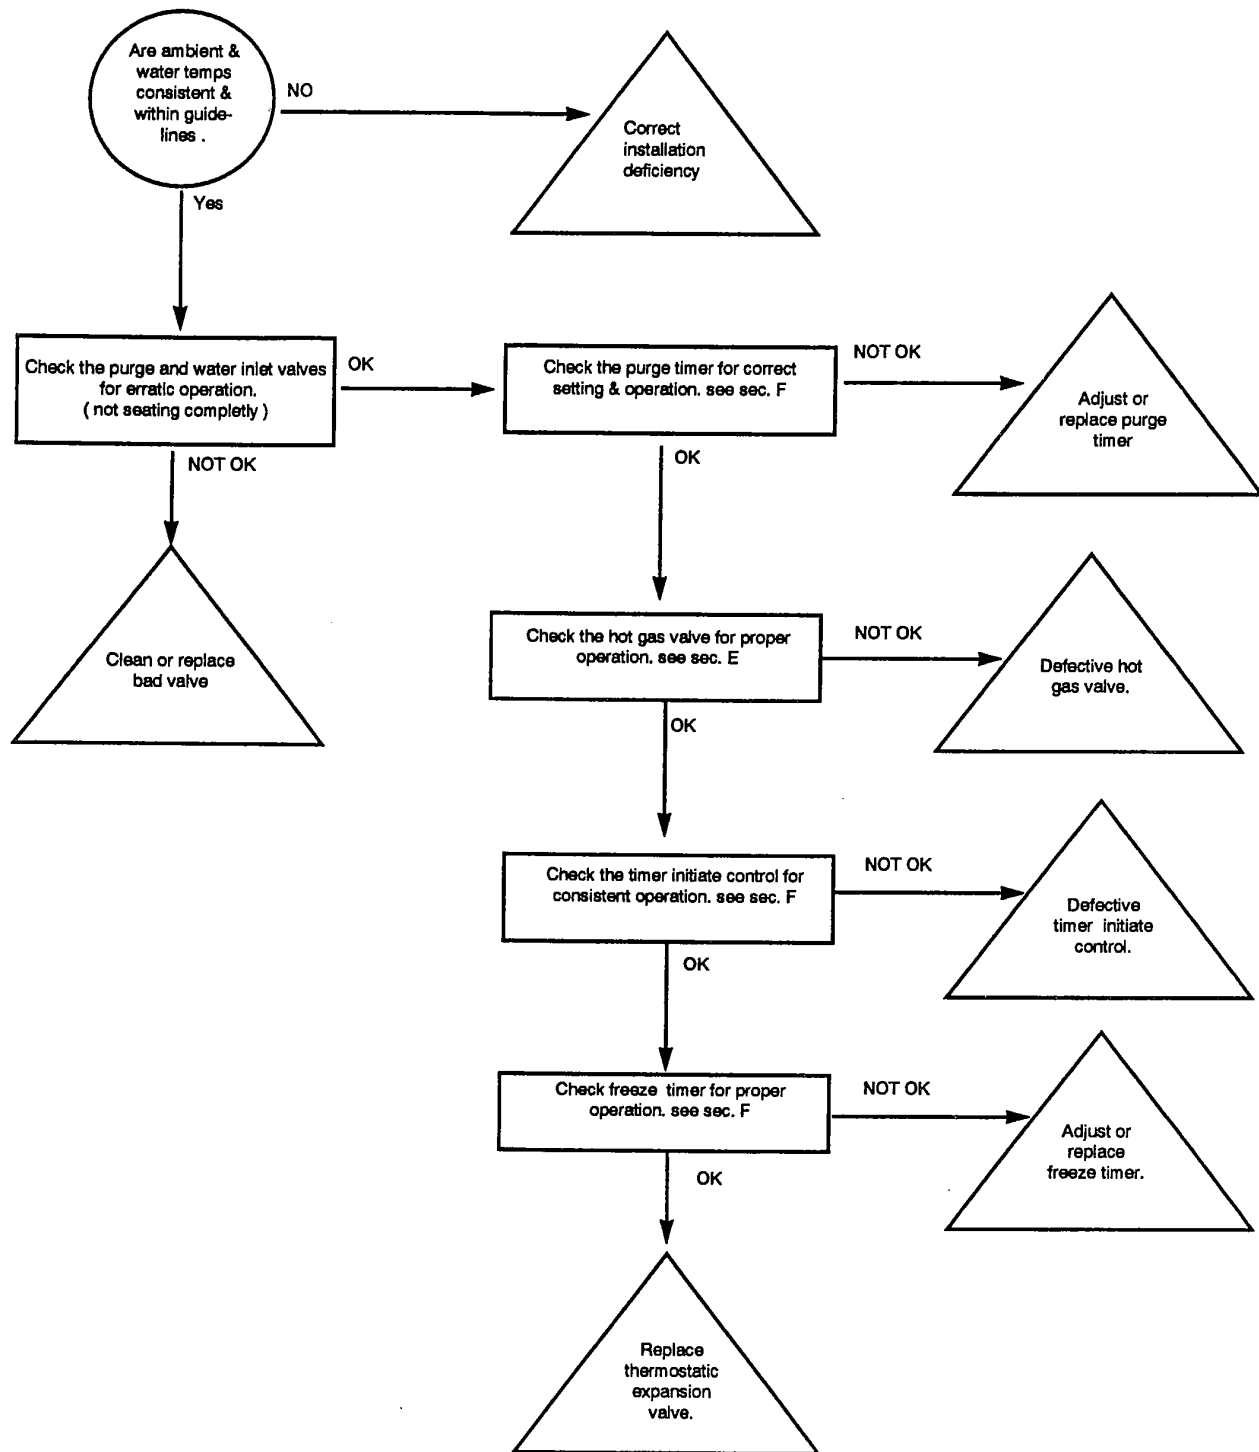 Are ambient &
water temps
consistent &
within guide-
lines .
NO
Correct
installation
deficiency
Yes
Check the purge and water inlet valves
for erratic operation.
( not seating completly )
OK
Check the purge timer for correct
setting & operation. see sec. F
NOT OK
Adjust or
replace purge
timer
NOT OK
OK
Clean or replace
bad valve
Check the hot gas valve for proper
operation. see sec. E
NOT OK
Defective hot
gas valve.
OK
Check the timer initiate control for
consistent operation. see sec. F
NOT OK
Defective
timer initiate
control.
OK
Check freeze timer for proper
operation. see sec. F
NOT OK
Adjust or
replace
freeze timer.
OK
Replace
thermostatic
expansion
valve.